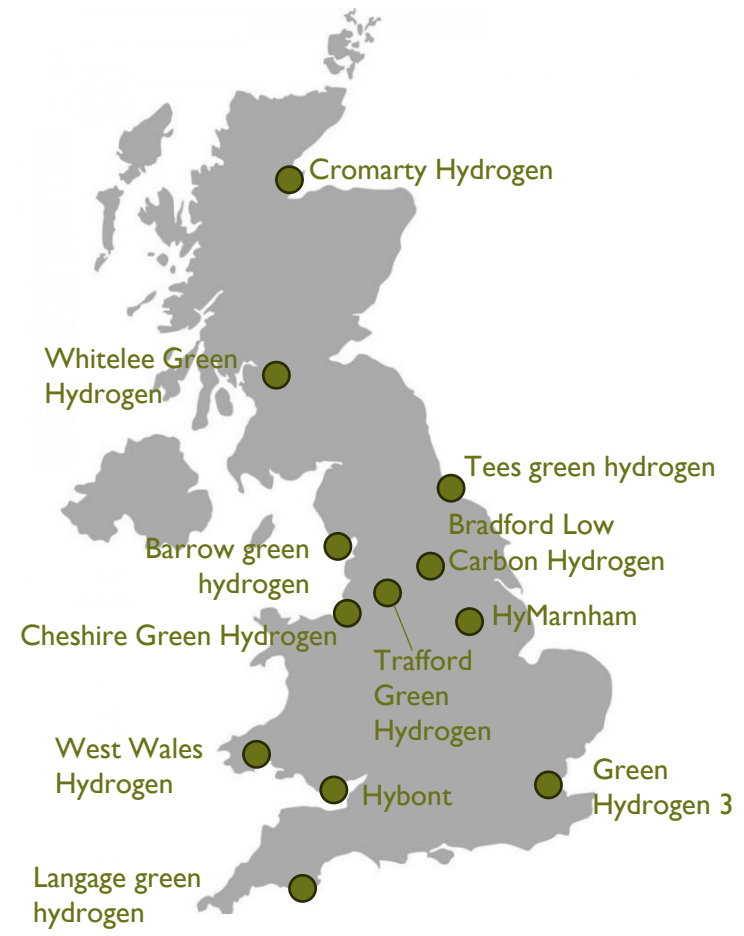 Cromarty Hydrogen
Whitelee Green
Hydrogen
Tees green hydrogen
Bradford Low
Carbon Hydrogen
Barrow green
hydrogen
HyMarnham
Cheshire Green Hydrogen
Trafford
Green
Hydrogen
West Wales
Hydrogen
Green
Hydrogen 3
Hybont
Langage green
hydrogen